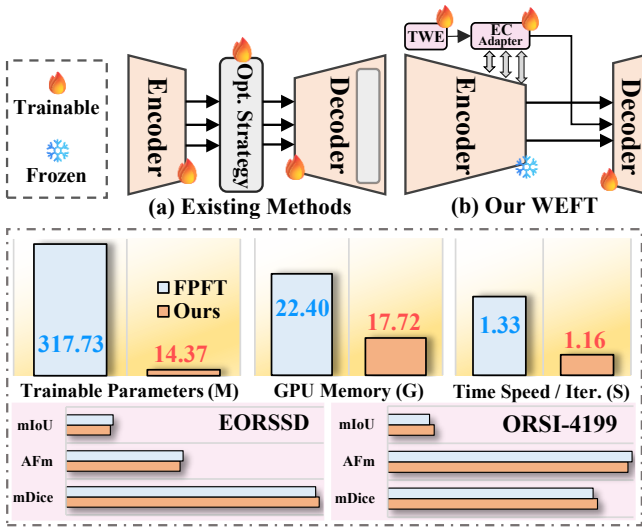 Trainable
Frozen
Encoder
Opt. Strategy
Decoder
(a) Existing Methods
TWE
EC
Adapter
Encoder
Decoder
(b) Our WEFT
FPFT
Ours
317.73
14.37
Trainable Parameters (M)
22.40
17.72
GPU Memory (G)
1.33
1.16
Time Speed / Iter. (S)
EORSSD
mIoU
AFm
mDice
ORSI-4199
mIoU
AFm
mDice